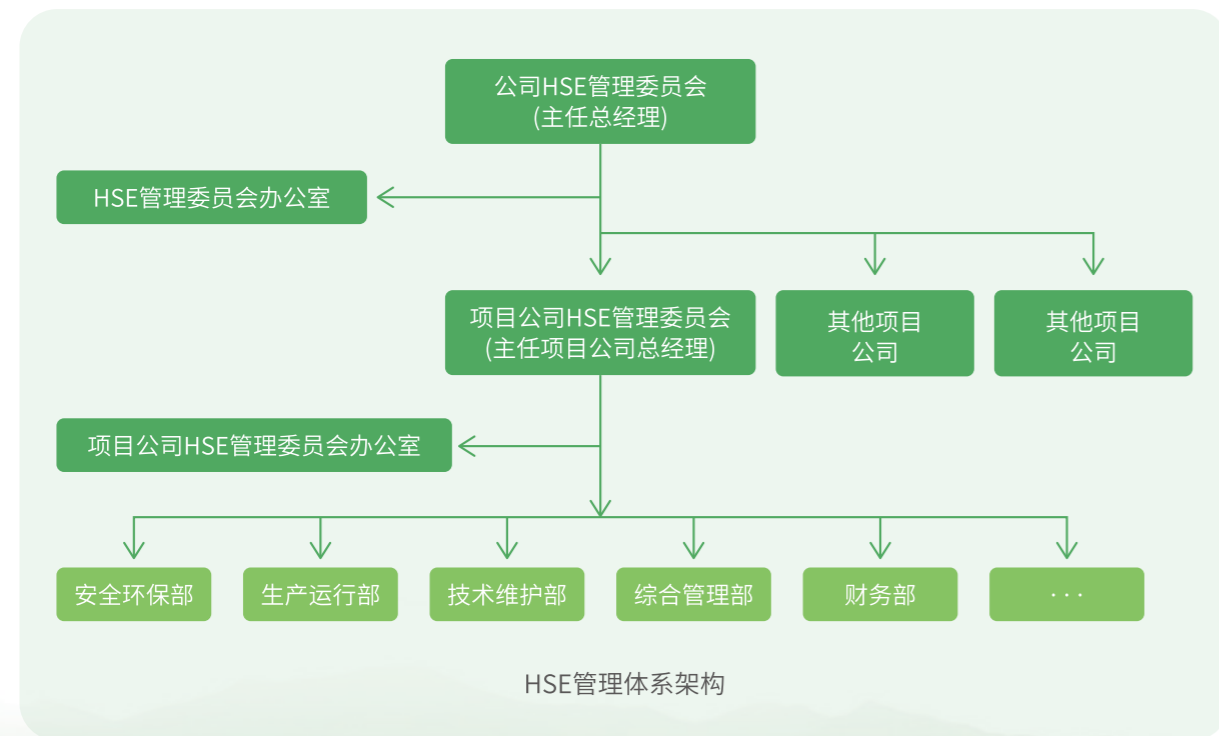 公司HSE管理委员会
(主任总经理)
HSE管理委员会办公室
项目公司HSE管理委员会
(主任项目公司总经理)
其他项目
公司
其他项目
公司
项目公司HSE管理委员会办公室
安全环保部
生产运行部
技术维护部
综合管理部
财务部
···
HSE管理体系架构